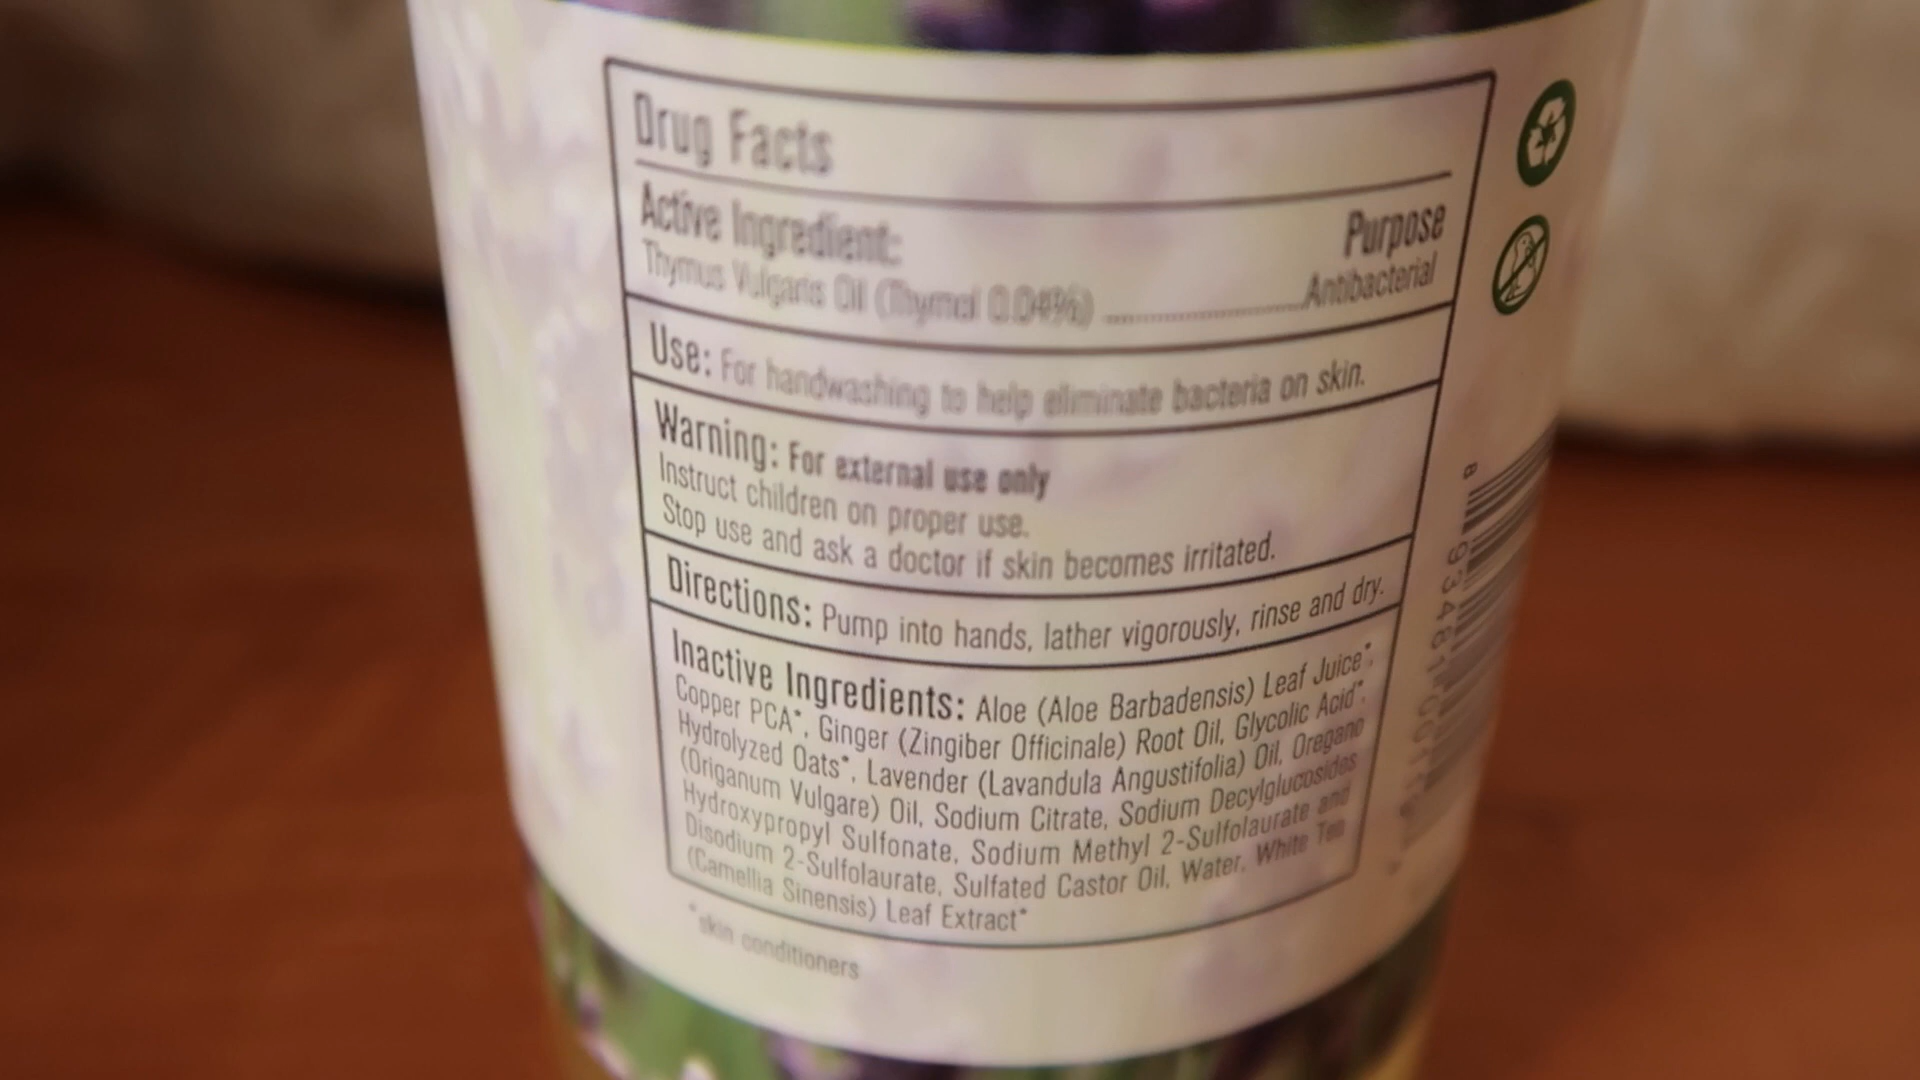 Drug Facts
Active Ingredient: Purpose
Thymus Vulgaris Oil (Thymol 0.04%) ........................Antibacterial
Use: For handwashing to help eliminate bacteria on skin.
Warning: For external use only
Instruct children on proper use.
Stop use and ask a doctor if skin becomes irritated.
Directions: Pump into hands, lather vigorously, rinse and dry.
Inactive Ingredients: Aloe (Aloe Barbadensis) Leaf Juice*,
Copper PCA*, Ginger (Zingiber Officinale) Root Oil, Glycolic Acid*,
Hydrolyzed Oats*, Lavender (Lavandula Angustifolia) Oil, Oregano
(Origanum Vulgare) Oil, Sodium Citrate, Sodium Decylglucosides
Hydroxypropyl Sulfonate, Sodium Methyl 2-Sulfolaurate and
Disodium 2-Sulfolaurate, Sulfated Castor Oil, Water, White Tea
(Camellia Sinensis) Leaf Extract*
*skin conditioners
8